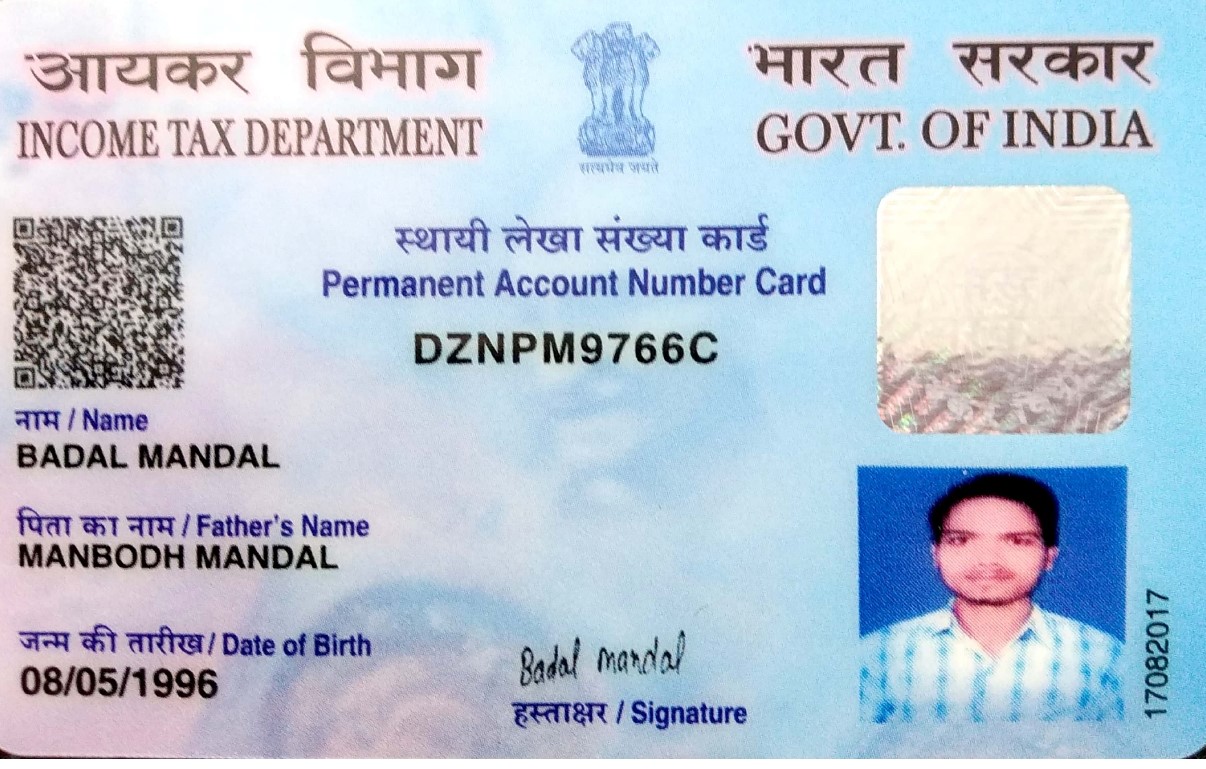 आयकर विभाग
INCOME TAX DEPARTMENT
सत्यमेव जयते
भारत सरकार
GOVT. OF INDIA
स्थायी लेखा संख्या कार्ड
Permanent Account Number Card
DZNPM9766C
नाम / Name
BADAL MANDAL
पिता का नाम / Father's Name
MANBODH MANDAL
जन्म की तारीख / Date of Birth
08/05/1996
Badal mandal
हस्ताक्षर / Signature
17082017